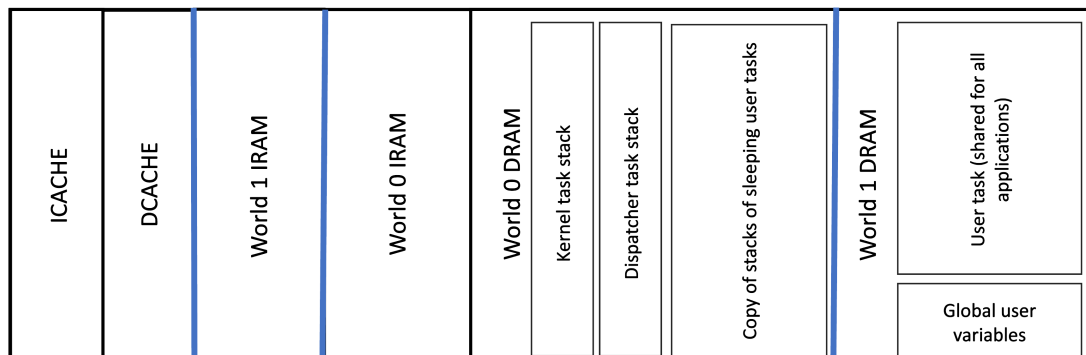 ICACHE
DCACHE
World 1 IRAM
World 0 IRAM
World 0 DRAM
Kernel task stack
Dispatcher task stack
Copy of stacks of sleeping user tasks
World 1 DRAM
User task (shared for all
applications)
Global user
variables